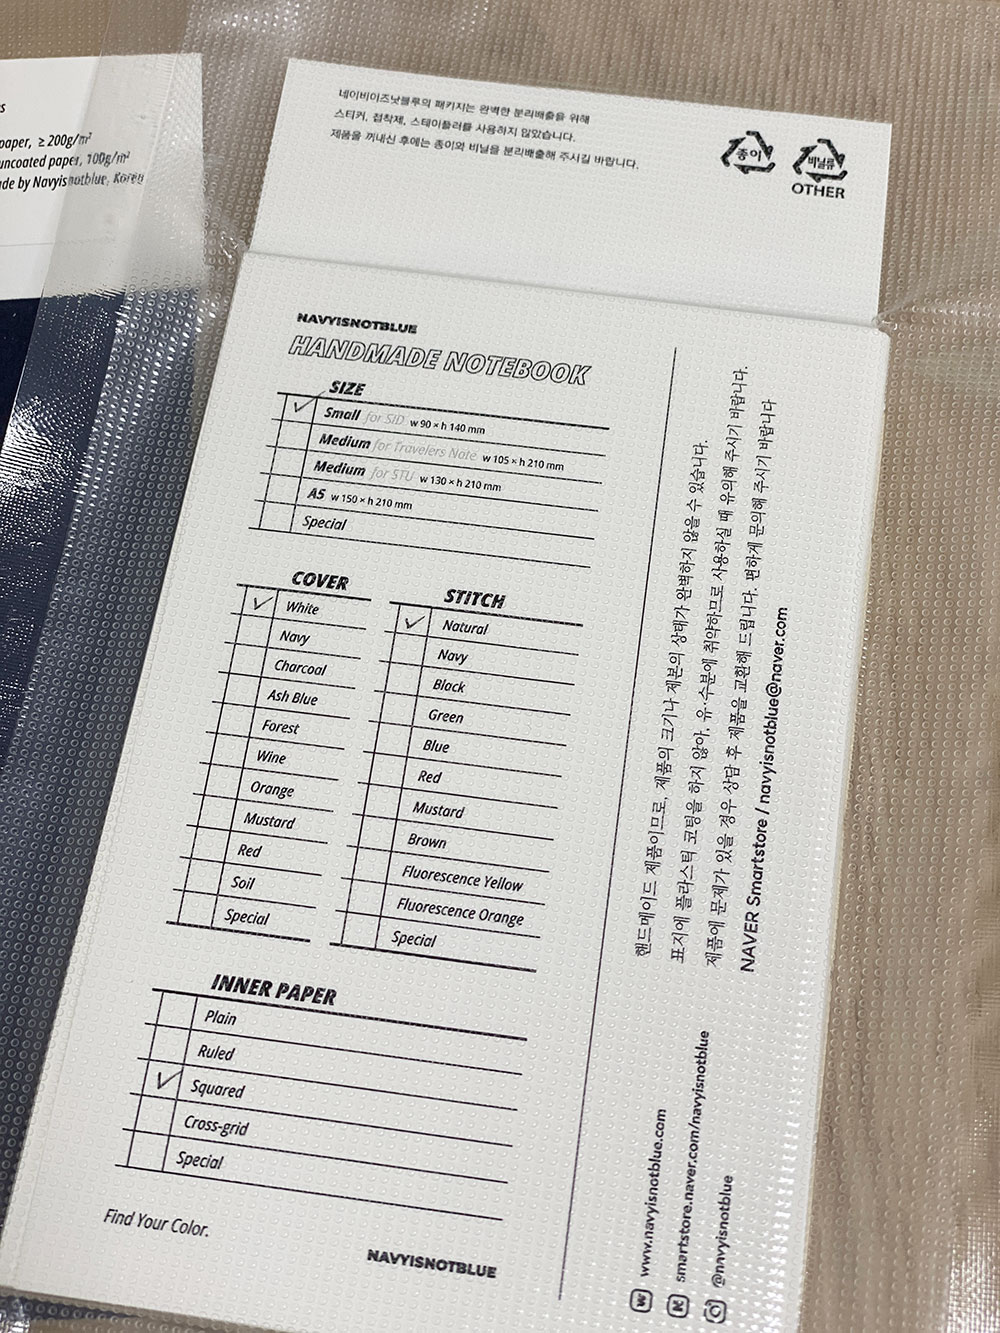 s
paper, ≥ 200g/m²
uncoated paper, 100g/m²
de by Navyisnotblue, Korea
네이비이즈낫블루의 패키지는 완벽한 분리배출을 위해
스티커, 접착제, 스테이플러를 사용하지 않았습니다.
제품을 꺼내신 후에는 종이와 비닐을 분리배출해 주시길 바랍니다.
종이
비닐류
OTHER
NAVYISNOTBLUE
HANDMADE NOTEBOOK
SIZE
Small for SID w 90 × h 140 mm
Medium for Travelers Note w 105 × h 210 mm
Medium for STU w 130 × h 210 mm
A5 w 150 × h 210 mm
Special
COVER
White
Navy
Charcoal
Ash Blue
Forest
Wine
Orange
Mustard
Red
Soil
Special
STITCH
Natural
Navy
Black
Green
Blue
Red
Mustard
Brown
Fluorescence Yellow
Fluorescence Orange
Special
INNER PAPER
Plain
Ruled
Squared
Cross-grid
Special
Find Your Color.
NAVYISNOTBLUE
핸드메이드 제품이므로, 제품의 크기나 제본의 상태가 완벽하지 않을 수 있습니다.
표지에 플라스틱 코팅을 하지 않아, 유·수분에 취약하므로 사용하실 때 유의해 주시기 바랍니다.
제품에 문제가 있을 경우 상담 후 제품을 교환해 드립니다. 편하게 문의해 주시기 바랍니다
NAVER Smartstore / navyisnotblue@naver.com
www.navyisnotblue.com
smartstore.naver.com/navyisnotblue
@navyisnotblue